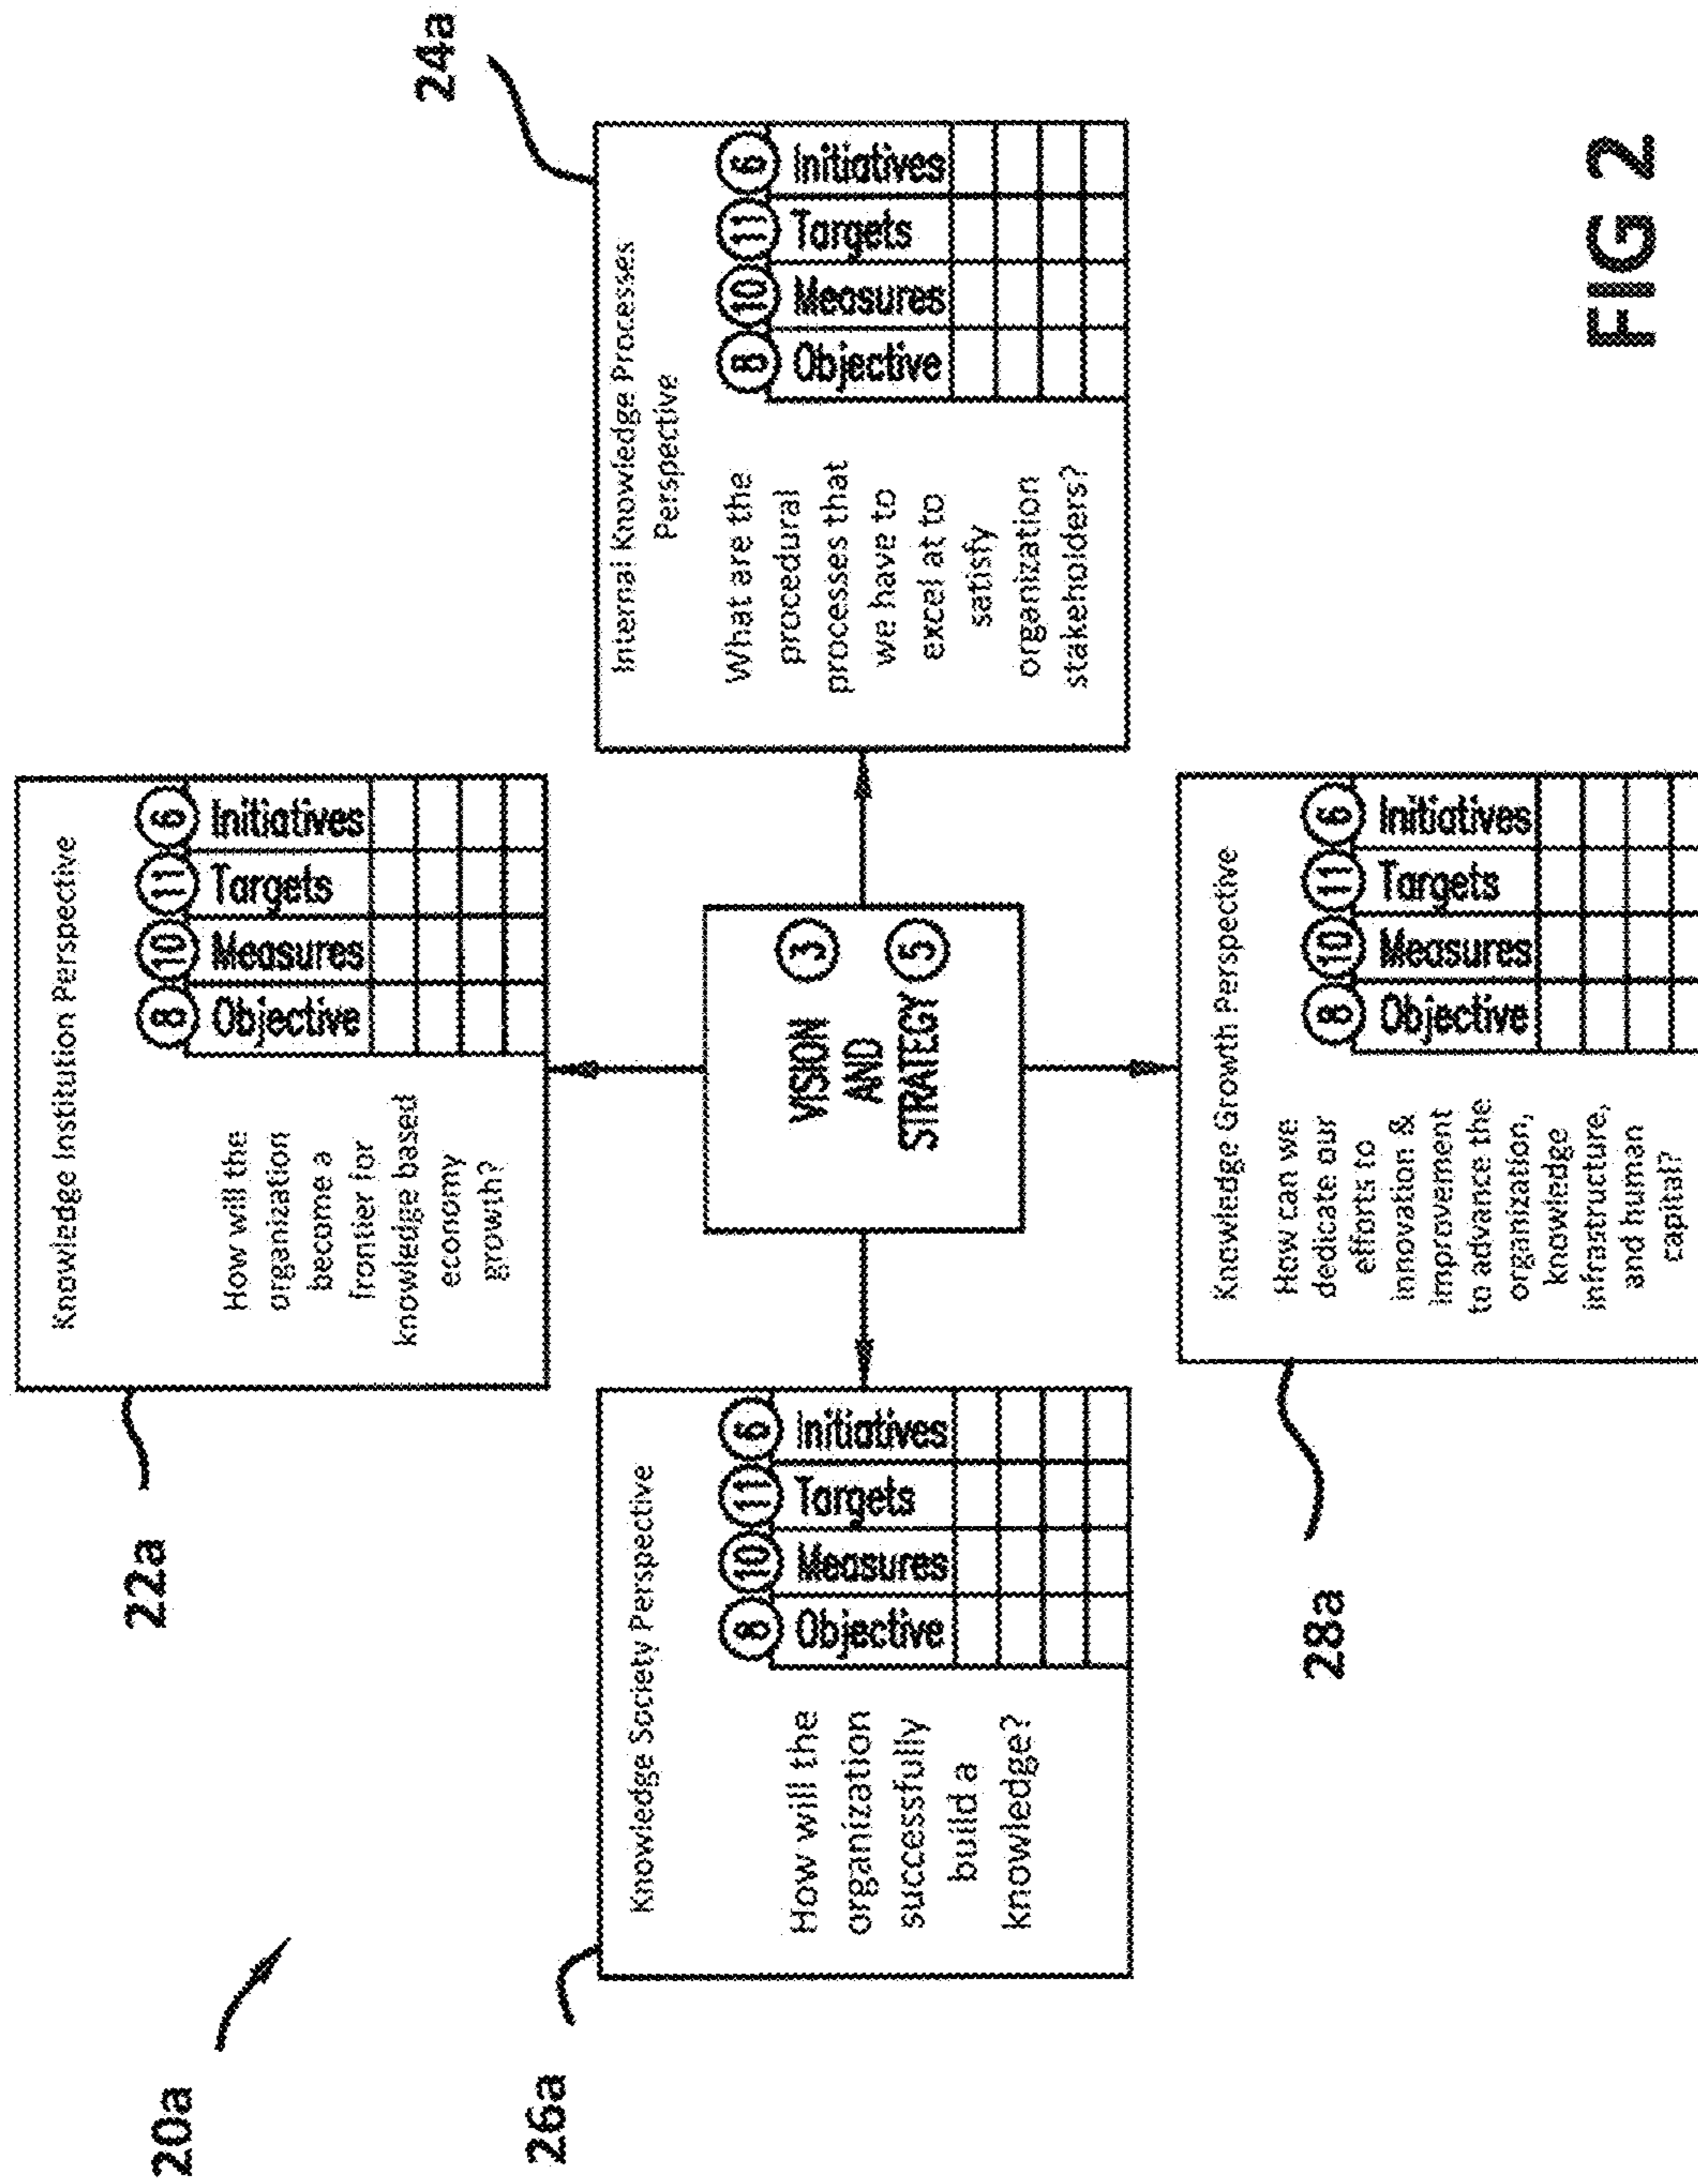 20a
22a
Knowledge Institution Perspective
How will the
organization
become a
frontier for
knowledge based
economy
growth?
8 10 11 6
Objective Measures Targets Initiatives
26a
Knowledge Society Perspective
How will the
organization
successfully
build a
knowledge?
8 10 11 6
Objective Measures Targets Initiatives
VISION 3
AND
STRATEGY 5
24a
Internal Knowledge Processes
Perspective
What are the
procedural
processes that
we have to
excel at to
satisfy
organization
stakeholders?
8 10 11 6
Objective Measures Targets Initiatives
28a
Knowledge Growth Perspective
How can we
dedicate our
efforts to
innovation &
improvement
to advance the
organization,
knowledge
infrastructure,
and human
capital?
8 10 11 6
Objective Measures Targets Initiatives
FIG 2